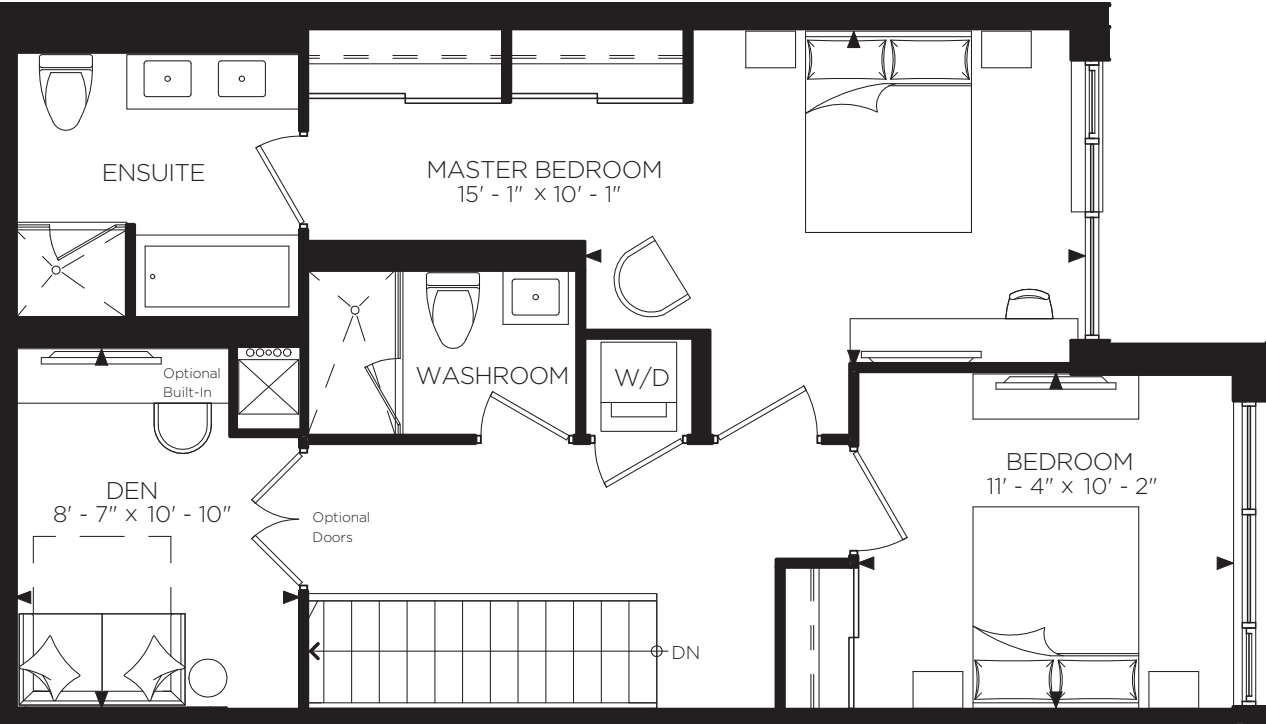 ENSUITE
MASTER BEDROOM
15' - 1" x 10' - 1"
Optional
Built-In
WASHROOM
W/D
DEN
8' - 7" x 10' - 10"
Optional
Doors
BEDROOM
11' - 4" x 10' - 2"
DN